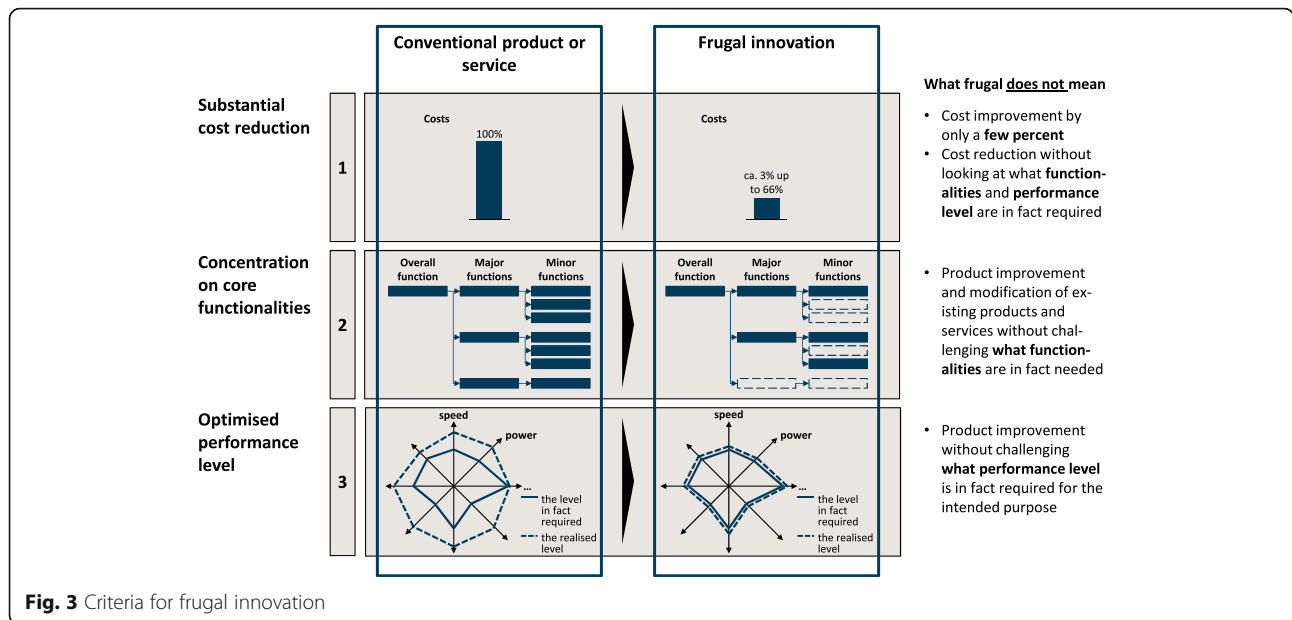 Conventional product or
service
Frugal innovation
What frugal does not mean
Substantial
cost reduction
1
Costs
100%
Costs
ca. 3% up
to 66%
• Cost improvement by
only a few percent
• Cost reduction without
looking at what function-
alities and performance
level are in fact required
Concentration
on core
functionalities
2
Overall
function
Major
functions
Minor
functions
Overall
function
Major
functions
Minor
functions
• Product improvement
and modification of ex-
isting products and
services without chal-
lenging what function-
alities are in fact needed
Optimised
performance
level
3
speed
power
...
the level
in fact
required
the realised
level
speed
power
...
the level
in fact
required
the realised
level
• Product improvement
without challenging
what performance level
is in fact required for the
intended purpose
Fig. 3 Criteria for frugal innovation